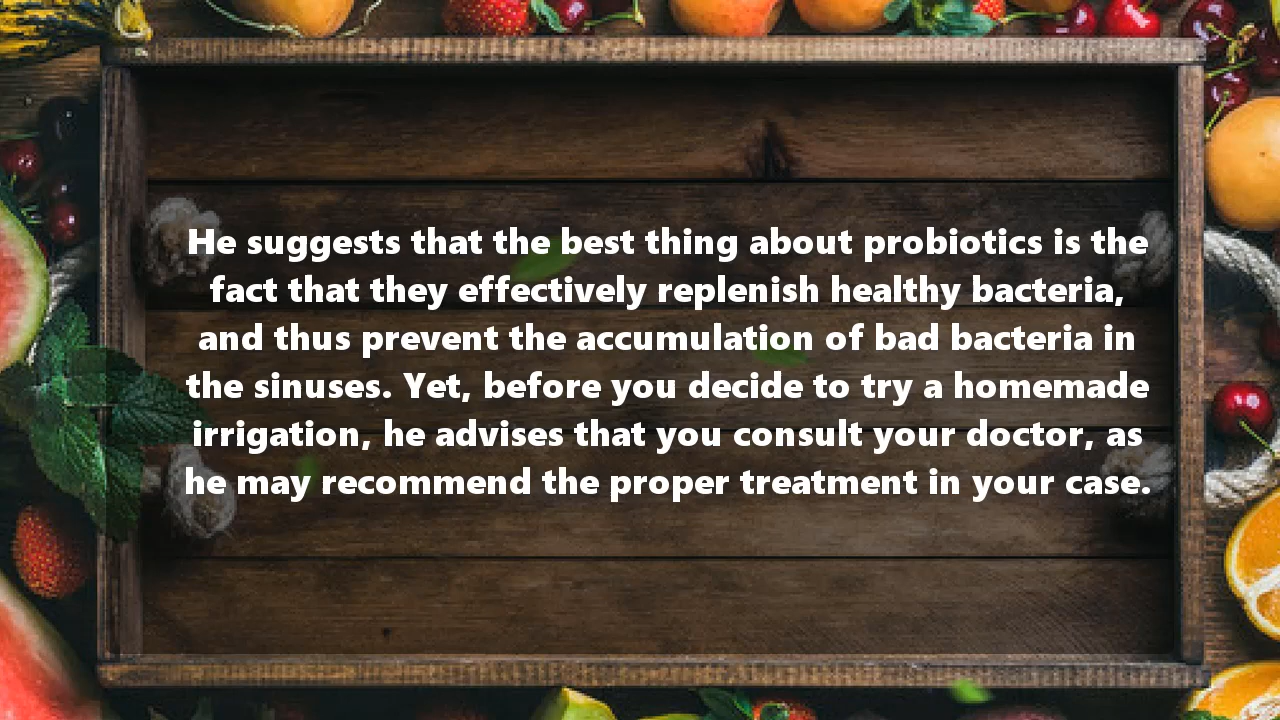 He suggests that the best thing about probiotics is the
fact that they effectively replenish healthy bacteria,
and thus prevent the accumulation of bad bacteria in
the sinuses. Yet, before you decide to try a homemade
irrigation, he advises that you consult your doctor, as
he may recommend the proper treatment in your case.